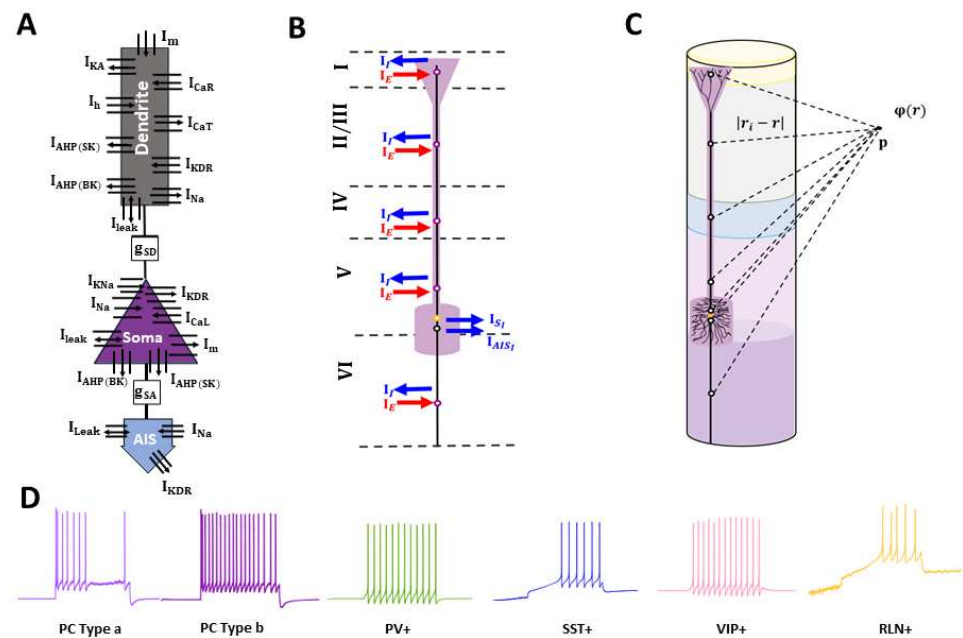 A
I_m
I_KA
I_CaR
I_h
I_CaT
Dendrite
I_AHP(SK)
I_KDR
I_AHP(BK)
I_Na
I_leak
g_SD
I_KNa
I_KDR
I_Na
I_CaL
Soma
I_leak
I_m
I_AHP(BK)
I_AHP(SK)
g_SA
I_Leak
AIS
I_Na
I_KDR
B
I
I_I
I_E
II/III
I_I
I_E
IV
I_I
I_E
V
I_I
I_E
I_S_I
I_AIS_I
VI
I_I
I_E
C
φ(r)
|r_i − r|
p
D
PC Type a
PC Type b
PV+
SST+
VIP+
RLN+